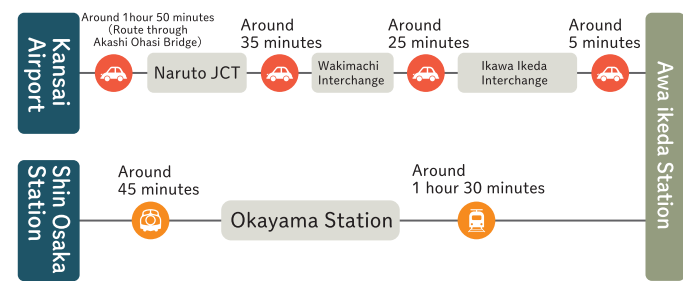 Kansai
Airport
Around 1hour 50 minutes
(Route through
Akashi Ohasi Bridge)
Naruto JCT
Around
35 minutes
Wakimachi
Interchange
Around
25 minutes
Ikawa Ikeda
Interchange
Around
5 minutes
Awa ikeda Station
Shin Osaka
Station
Around
45 minutes
Okayama Station
Around
1 hour 30 minutes